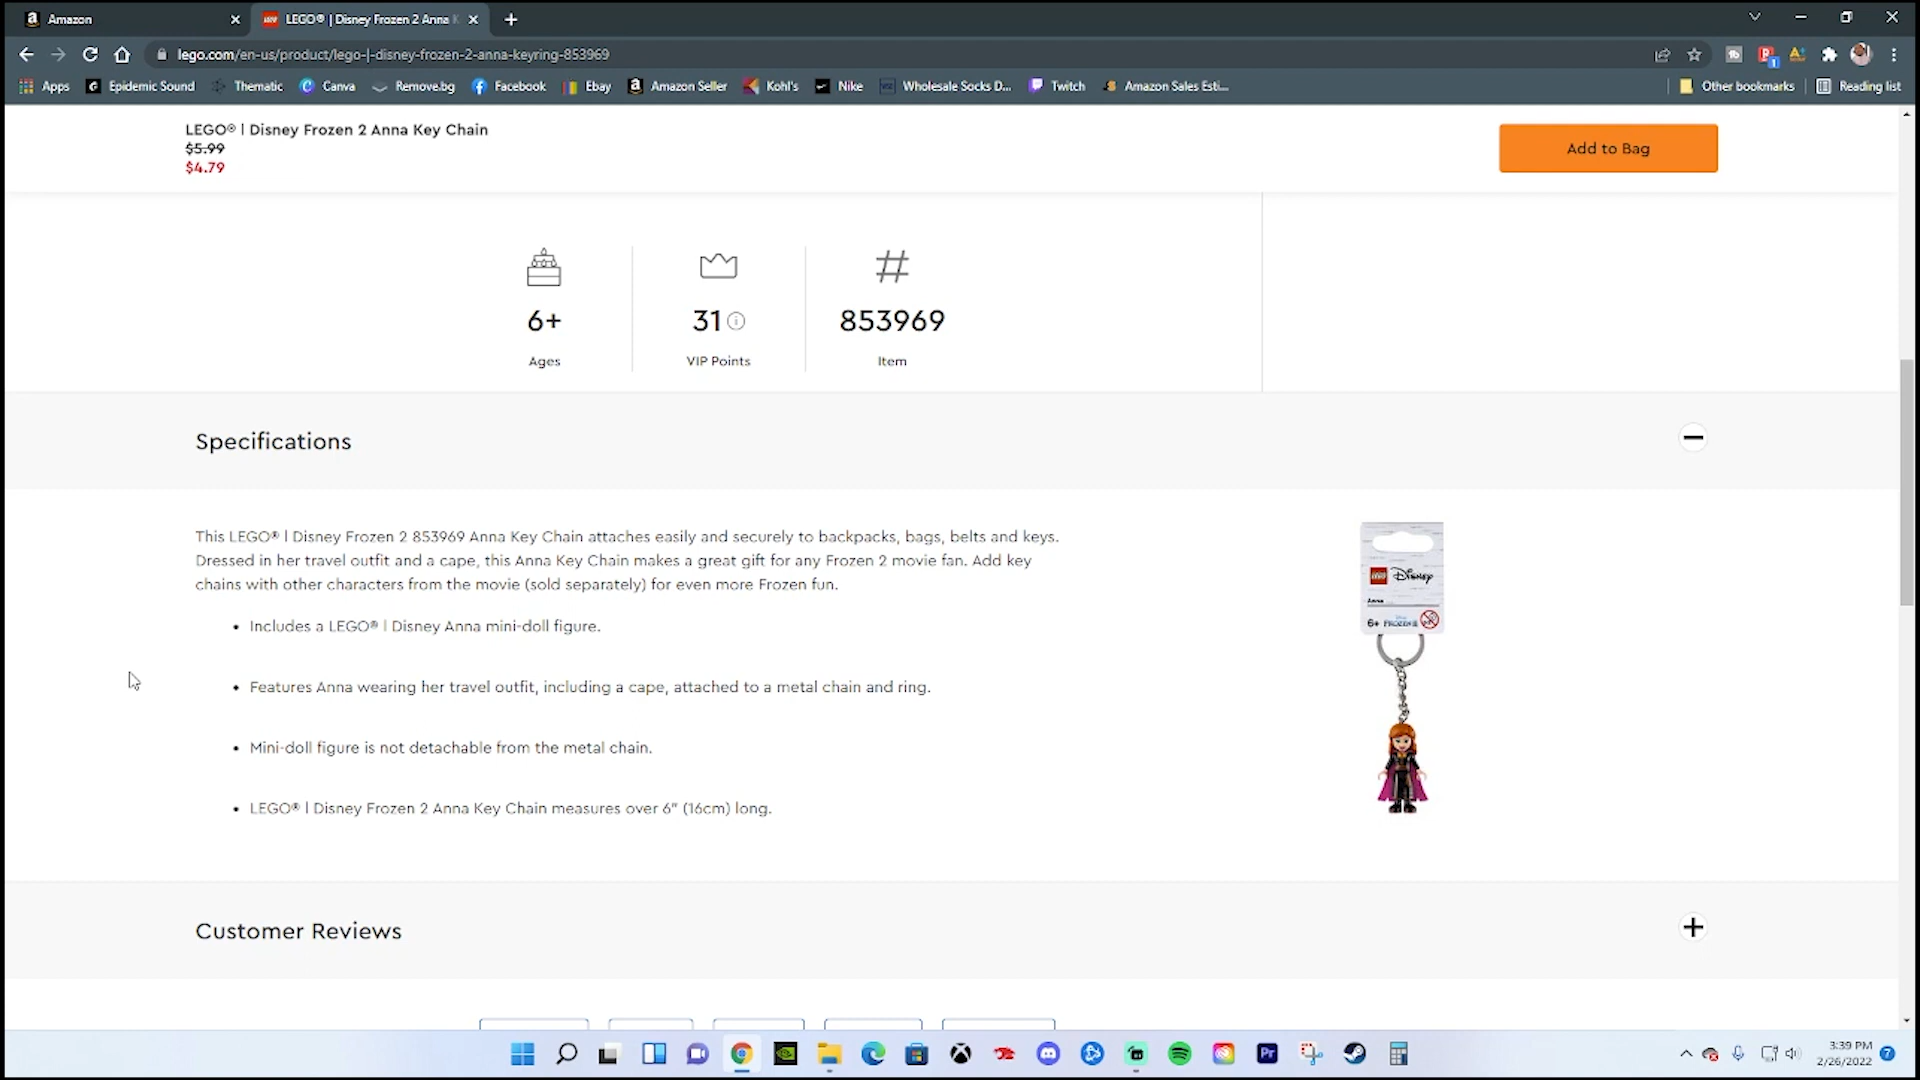 Amazon
LEGO® | Disney Frozen 2 Anna K
lego.com/en-us/product/lego-|-disney-frozen-2-anna-keyring-853969
Apps
Epidemic Sound
Thematic
Canva
Remove.bg
Facebook
Ebay
Amazon Seller
Kohl's
Nike
Wholesale Socks D...
Twitch
Amazon Sales Esti...
Other bookmarks
Reading list
LEGO® | Disney Frozen 2 Anna Key Chain
$5.99
$4.79
Add to Bag
6+
Ages
31
VIP Points
#
853969
Item
Specifications
This LEGO® | Disney Frozen 2 853969 Anna Key Chain attaches easily and securely to backpacks, bags, belts and keys.
Dressed in her travel outfit and a cape, this Anna Key Chain makes a great gift for any Frozen 2 movie fan. Add key
chains with other characters from the movie (sold separately) for even more Frozen fun.
• Includes a LEGO® | Disney Anna mini-doll figure.
• Features Anna wearing her travel outfit, including a cape, attached to a metal chain and ring.
• Mini-doll figure is not detachable from the metal chain.
• LEGO® | Disney Frozen 2 Anna Key Chain measures over 6” (16cm) long.
LEGO Disney
Anna
6+ FROZEN II
Customer Reviews
Pr
3:39 PM
2/26/2022
7